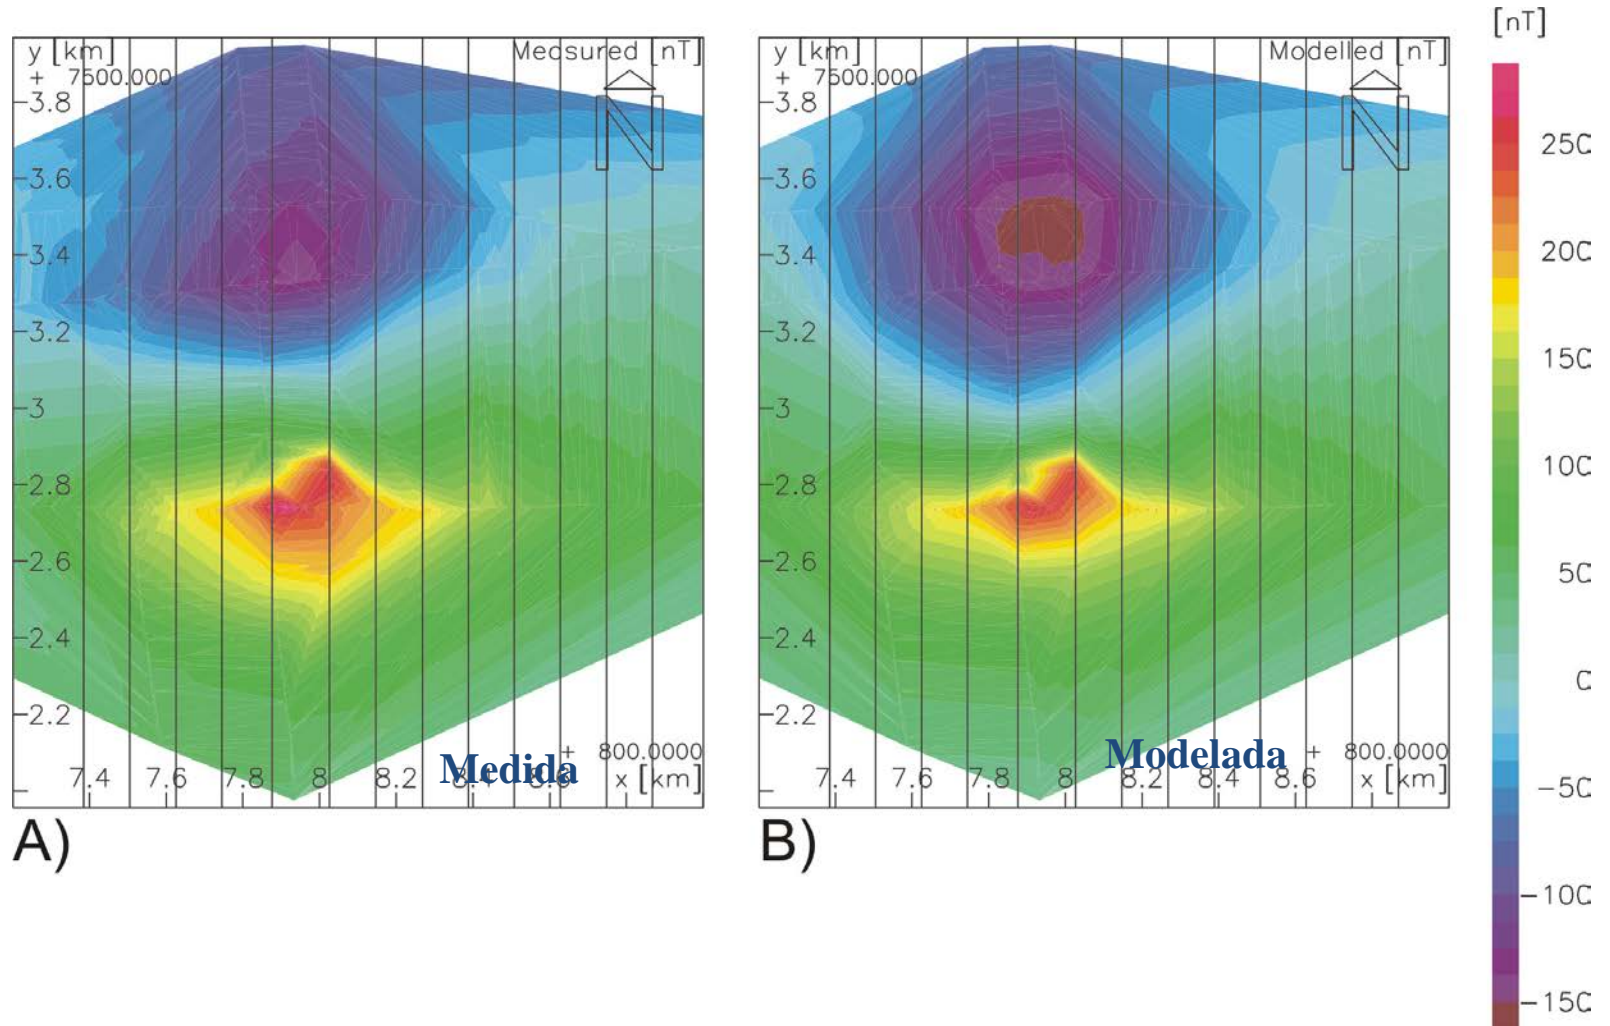 y [km]
+ 7500.000
Measured [nT]
N
3.8
3.6
3.4
3.2
3
2.8
2.6
2.4
2.2
+ 800.0000
7.4 7.6 7.8 8 8.2 8.4 8.6 x [km]
Medida
A)
y [km]
+ 7500.000
Modelled [nT]
N
3.8
3.6
3.4
3.2
3
2.8
2.6
2.4
2.2
+ 800.0000
7.4 7.6 7.8 8 8.2 8.4 8.6 x [km]
Modelada
B)
[nT]
250
200
150
100
50
0
-50
-100
-150